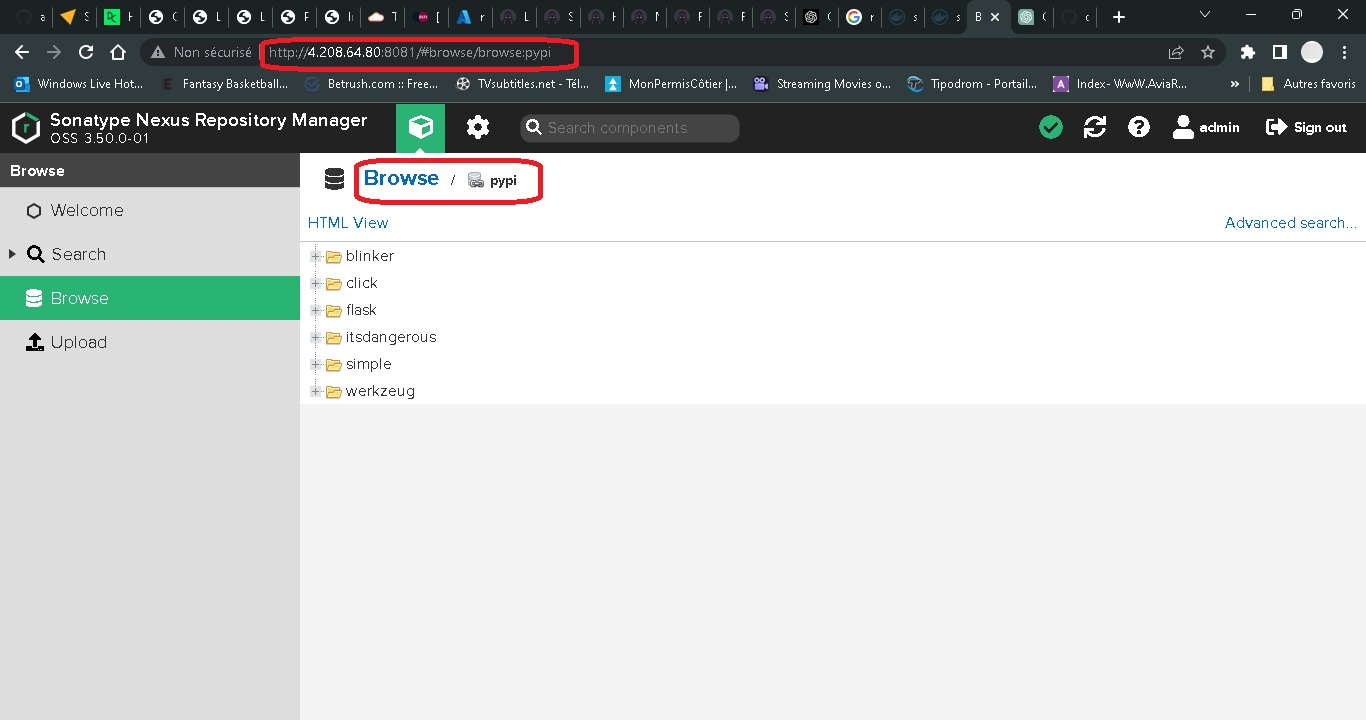 Non sécurisé | http://4.208.64.80:8081/#browse/browse:pypi
Windows Live Hot... Fantasy Basketball... Betrush.com :: Free... TVsubtitles.net - Tél... MonPermisCôtier |... Streaming Movies o... Tipodrom - Portail... Index- WwW.AviaR... » Autres favoris
Sonatype Nexus Repository Manager
OSS 3.50.0-01
Search components
admin
Sign out
Browse
Welcome
Search
Browse
Upload
Browse / pypi
HTML View
Advanced search...
blinker
click
flask
itsdangerous
simple
werkzeug